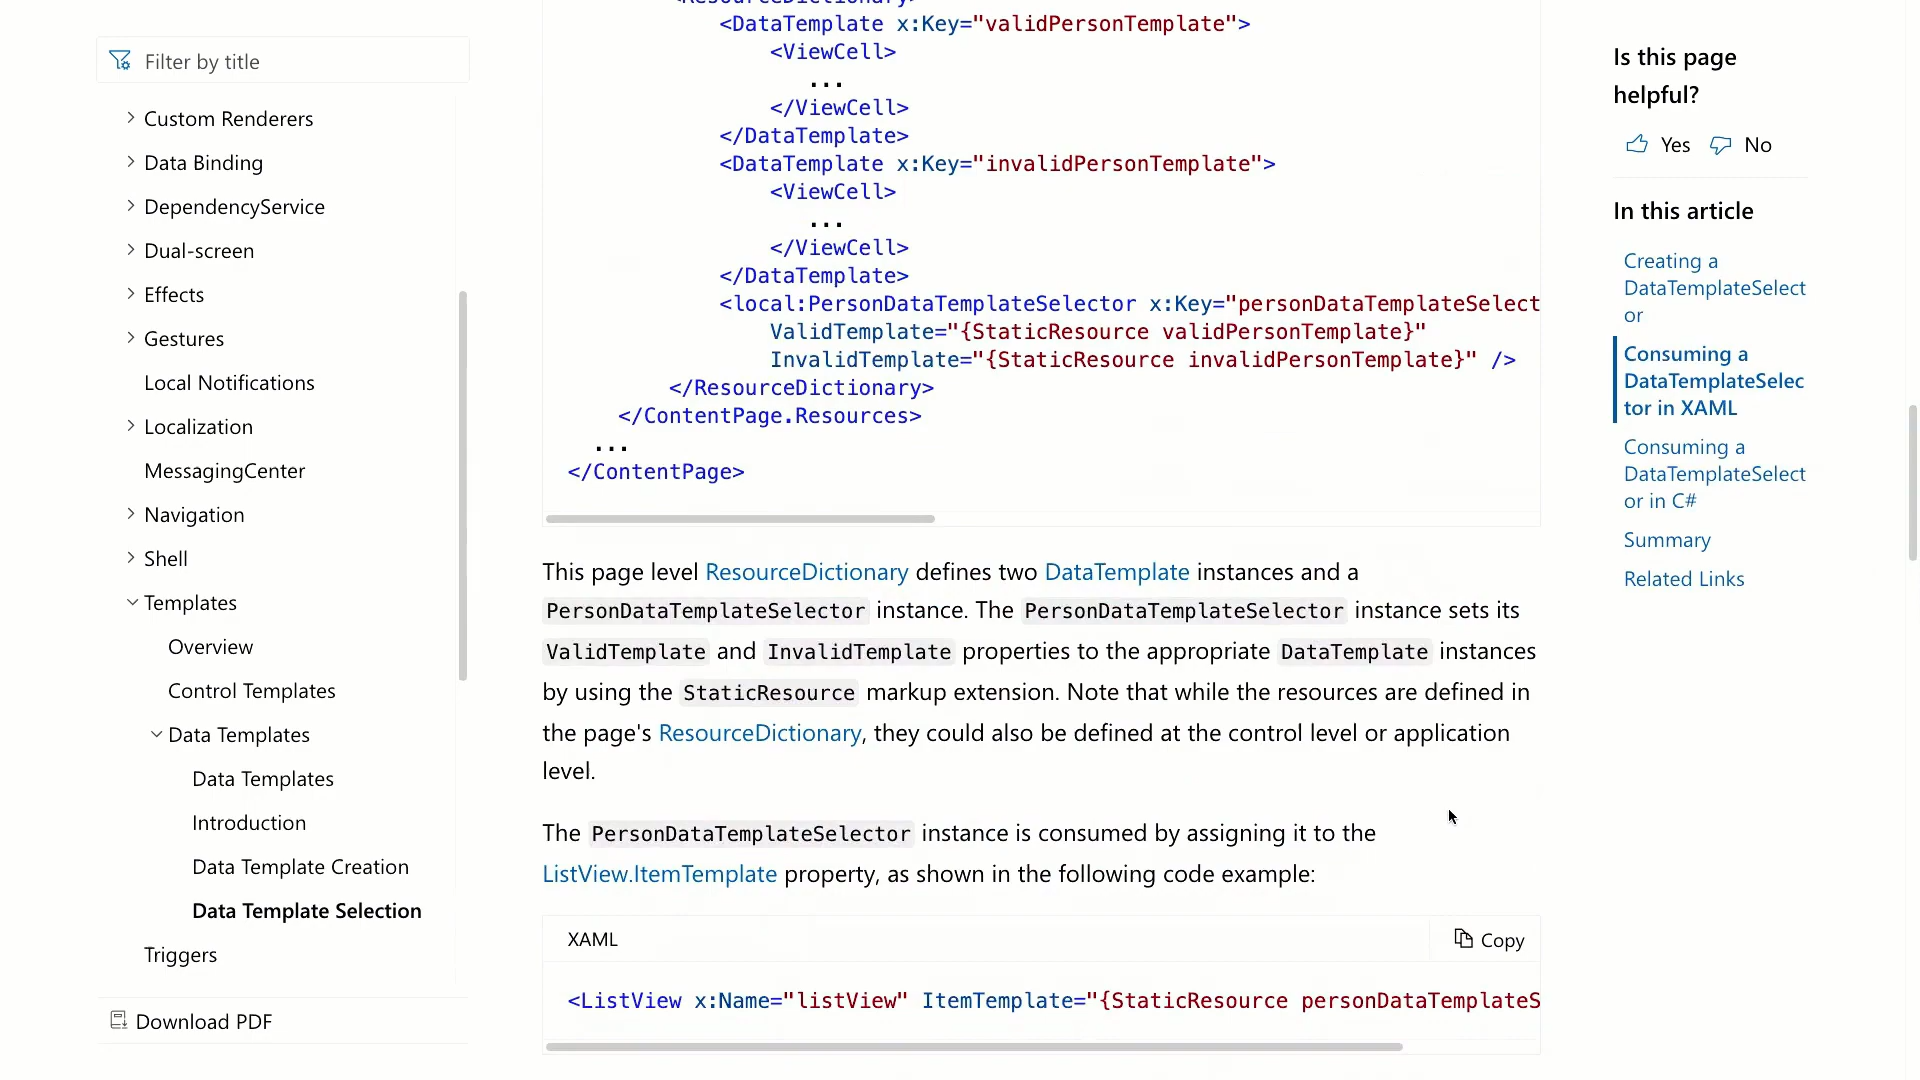 Filter by title
Custom Renderers
Data Binding
DependencyService
Dual-screen
Effects
Gestures
Local Notifications
Localization
MessagingCenter
Navigation
Shell
Templates
Overview
Control Templates
Data Templates
Data Templates
Introduction
Data Template Creation
Data Template Selection
Triggers
Download PDF
<ResourceDictionary>
<DataTemplate x:Key="validPersonTemplate">
<ViewCell>
...
</ViewCell>
</DataTemplate>
<DataTemplate x:Key="invalidPersonTemplate">
<ViewCell>
...
</ViewCell>
</DataTemplate>
<local:PersonDataTemplateSelector x:Key="personDataTemplateSelect
ValidTemplate="{StaticResource validPersonTemplate}"
InvalidTemplate="{StaticResource invalidPersonTemplate}" />
</ResourceDictionary>
</ContentPage.Resources>
...
</ContentPage>
This page level ResourceDictionary defines two DataTemplate instances and a
PersonDataTemplateSelector instance. The PersonDataTemplateSelector instance sets its
ValidTemplate and InvalidTemplate properties to the appropriate DataTemplate instances
by using the StaticResource markup extension. Note that while the resources are defined in
the page's ResourceDictionary, they could also be defined at the control level or application
level.
The PersonDataTemplateSelector instance is consumed by assigning it to the
ListView.ItemTemplate property, as shown in the following code example:
XAML
Copy
<ListView x:Name="listView" ItemTemplate="{StaticResource personDataTemplateS
Is this page
helpful?
Yes No
In this article
Creating a
DataTemplateSelect
or
Consuming a
DataTemplateSelec
tor in XAML
Consuming a
DataTemplateSelect
or in C#
Summary
Related Links